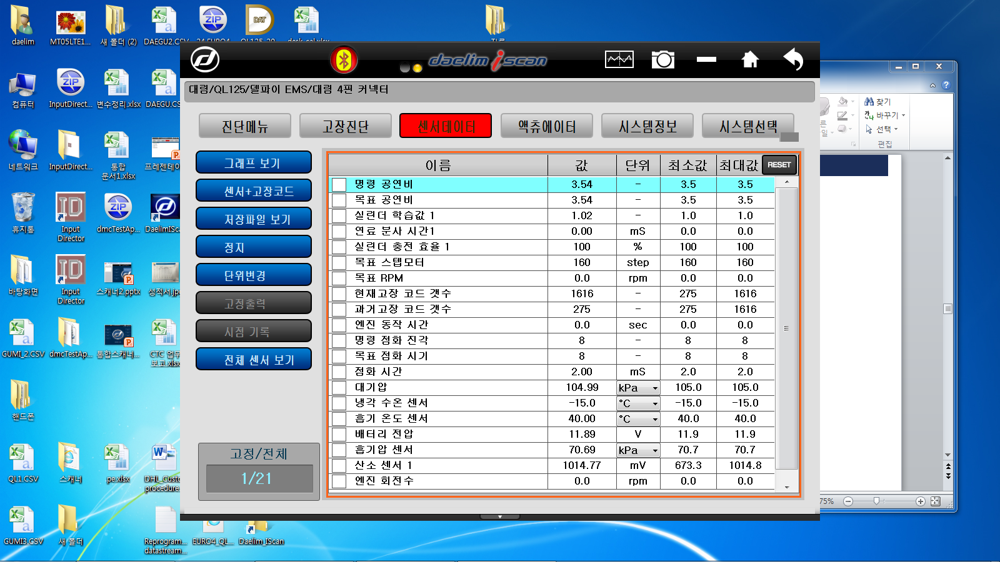 daelim
MT05LTE1...
새 폴더 (2)
DAEGU2.CSV
ZIP
DAT
컴퓨터
ZIP
InputDirect...
변수정리.xlsx
DAEGU.CS
네트워크
InputDirect...
통합
문서1.xlsx
프레젠테이
휴지통
ID
Input
Director
ZIP
dmcTestAp...
DaelimISca
바탕화면
ID
Input
Director
스캐너2.pptx
성적서.jp
GUMI_2.CSV
dmcTestAp...
통합스캐너...
CTC 업무
보고.xlsx
핸드폰
QL1.CSV
스캐너
pe.xlsx
DHL_Custo
procedure
GUMI3.CSV
새 폴더
Reprogram...
datastream...
EURO4_QL...
Daelim_IScan
daelim iscan
대림/QL125/델파이 EMS/대림 4핀 커넥터
진단메뉴 고장진단 센서데이터 액츄에이터 시스템정보 시스템선택
그래프 보기
센서+고장코드
저장파일 보기
정지
단위변경
고정출력
시점 기록
전체 센서 보기
고정/전체
1/21
이름 값 단위 최소값 최대값 RESET
명령 공연비 3.54 - 3.5 3.5
목표 공연비 3.54 - 3.5 3.5
실린더 학습값 1 1.02 - 1.0 1.0
연료 분사 시간1 0.00 mS 0.0 0.0
실린더 충전 효율 1 100 % 100 100
목표 스텝모터 160 step 160 160
목표 RPM 0.0 rpm 0.0 0.0
현재고장 코드 갯수 1616 - 275 1616
과거고장 코드 갯수 275 - 275 1616
엔진 동작 시간 0.0 sec 0.0 0.0
명령 점화 진각 8 - 8 8
목표 점화 시기 8 - 8 8
점화 시간 2.00 mS 2.0 2.0
대기압 104.99 kPa 105.0 105.0
냉각 수온 센서 -15.0 °C -15.0 -15.0
흡기 온도 센서 40.00 °C 40.0 40.0
배터리 전압 11.89 V 11.9 11.9
흡기압 센서 70.69 kPa 70.7 70.7
산소 센서 1 1014.77 mV 673.3 1014.8
엔진 회전수 0.0 rpm 0.0 0.0
찾기
바꾸기
선택
편집
75%